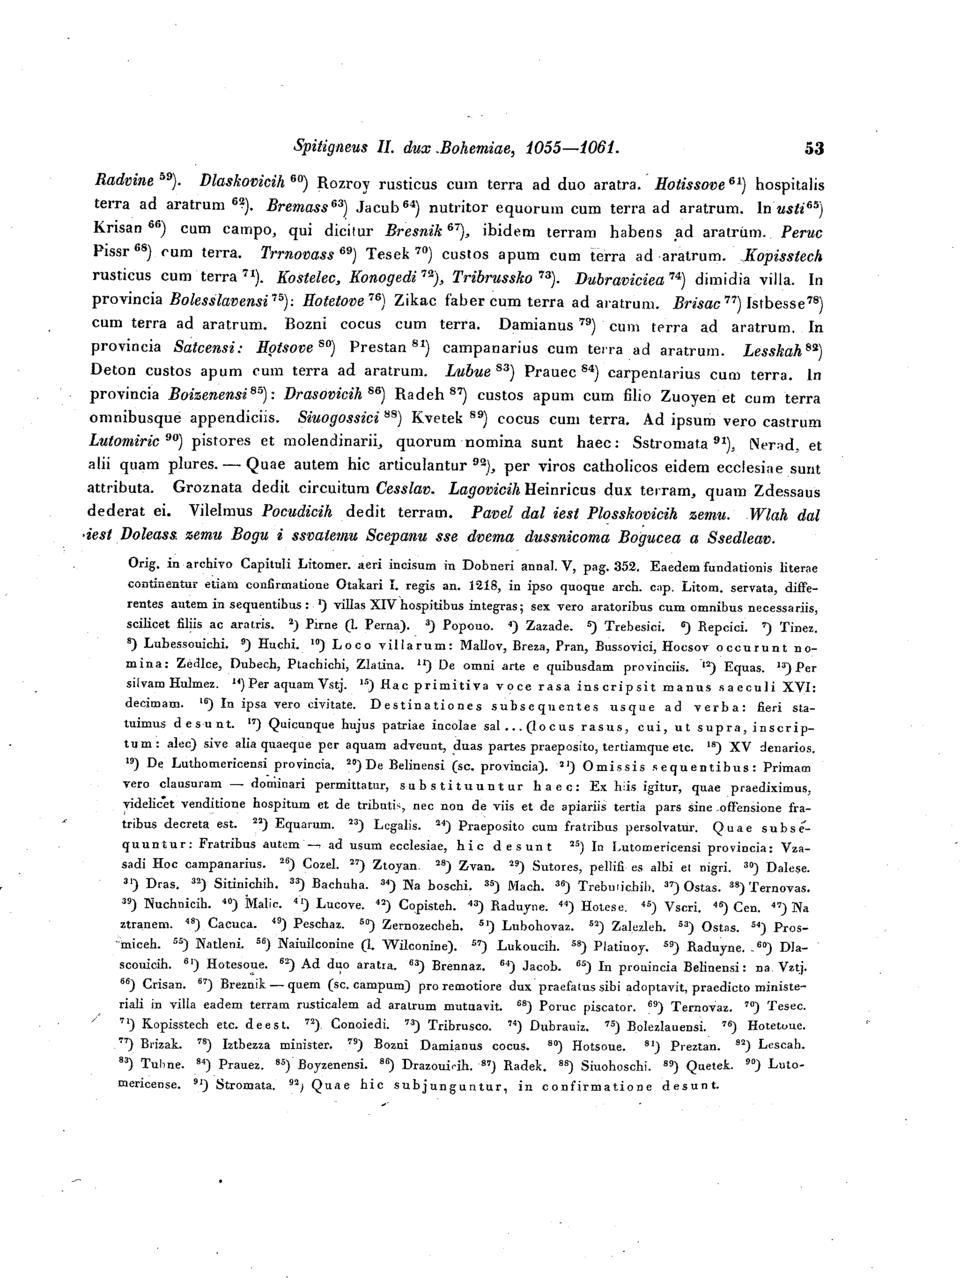 Spitigneus II. dux Bohemiae, 1055—1061. 53
Radvine ⁵⁹). Dlaskovicih ⁶⁰) Rozroy rusticus cum terra ad duo aratra. Hotissove ⁶¹) hospitalis
terra ad aratrum ⁶²). Bremass ⁶³) Jacub ⁶⁴) nutritor equorum cum terra ad aratrum. In usti ⁶⁵)
Krisan ⁶⁶) cum campo, qui dicitur Bresnik ⁶⁷), ibidem terram habens ad aratrum. Peruc
Pissr ⁶⁸) cum terra. Trrnovass ⁶⁹) Tesek ⁷⁰) custos apum cum terra ad aratrum. Kopisstech
rusticus cum terra ⁷¹). Kostelec, Konogedi ⁷²), Tribrussko ⁷³). Dubraviciea ⁷⁴) dimidia villa. In
provincia Bolesslavensi ⁷⁵): Hotetove ⁷⁶) Zikac faber cum terra ad aratrum. Brisac ⁷⁷) Istbesse ⁷⁸)
cum terra ad aratrum. Bozni cocus cum terra. Damianus ⁷⁹) cum terra ad aratrum. In
provincia Satcensi: Hotsove ⁸⁰) Prestan ⁸¹) campanarius cum terra ad aratrum. Lesskah ⁸²)
Deton custos apum cum terra ad aratrum. Lubue ⁸³) Prauec ⁸⁴) carpentarius cum terra. In
provincia Boizenensi ⁸⁵): Drasovicih ⁸⁶) Radeh ⁸⁷) custos apum cum filio Zuoyen et cum terra
omnibusque appendiciis. Siuogossici ⁸⁸) Kvetek ⁸⁹) cocus cum terra. Ad ipsum vero castrum
Lutomiric ⁹⁰) pistores et molendinarii, quorum nomina sunt haec: Sstromata ⁹¹), Nerad, et
alii quam plures. — Quae autem hic articulantur ⁹²), per viros catholicos eidem ecclesiae sunt
attributa. Groznata dedit circuitum Cesslav. Lagovicih Heinricus dux terram, quam Zdessaus
dederat ei. Vilelmus Pocudicih dedit terram. Pavel dal iest Plosskovicih zemu. Wlah dal
iest Doleass zemu Bogu i ssvatemu Scepanu sse dvema dussnicoma Bogucea a Ssedleav.
Orig. in archivo Capituli Litomer. aeri incisum in Dobneri annal. V, pag. 352. Eaedem fundationis literae
continentur etiam confirmatione Otakari I. regis an. 1218, in ipso quoque arch. cap. Litom. servata, diffe-
rentes autem in sequentibus: ¹) villas XIV hospitibus integras; sex vero aratoribus cum omnibus necessariis,
scilicet filiis ac aratris. ²) Pirne (l. Perna). ³) Popouo. ⁴) Zazade. ⁵) Trebesici. ⁶) Repcici. ⁷) Tinez.
⁸) Lubessouichi. ⁹) Huchi. ¹⁰) Loco villarum: Mallov, Breza, Pran, Bussovici, Hocsov occurunt no-
mina: Zedlce, Dubech, Ptachichi, Zlatina. ¹¹) De omni arte e quibusdam provinciis. ¹²) Equas. ¹³) Per
silvam Hulmez. ¹⁴) Per aquam Vstj. ¹⁵) Hac primitiva voce rasa inscripsit manus saeculi XVI:
decimam. ¹⁶) In ipsa vero civitate. Destinationes subsequentes usque ad verba: fieri sta-
tuimus desunt. ¹⁷) Quicunque hujus patriae incolae sal ... (locus rasus, cui, ut supra, inscrip-
tum: alec) sive alia quaeque per aquam adveunt, duas partes praeposito, tertiamque etc. ¹⁸) XV denarios.
¹⁹) De Luthomericensi provincia. ²⁰) De Belinensi (sc. provincia). ²¹) Omissis sequentibus: Primam
vero clausuram — dominari permittatur, substituuntur haec: Ex his igitur, quae praediximus,
videlicet venditione hospitum et de tributis, nec non de viis et de apiariis tertia pars sine offensione fra-
tribus decreta est. ²²) Equarum. ²³) Legalis. ²⁴) Praeposito cum fratribus persolvatur. Quae subse-
quuntur: Fratribus autem — ad usum ecclesiae, hic desunt ²⁵) In Lutomericensi provincia: Vza-
sadi Hoc campanarius. ²⁶) Cozel. ²⁷) Ztoyan. ²⁸) Zvan. ²⁹) Sutores, pellifices albi et nigri. ³⁰) Dalese.
³¹) Dras. ³²) Sitinichih. ³³) Bachuha. ³⁴) Na boschi. ³⁵) Mach. ³⁶) Trebutichih. ³⁷) Ostas. ³⁸) Ternovas.
³⁹) Nuchnicih. ⁴⁰) Malic. ⁴¹) Lucove. ⁴²) Copisteh. ⁴³) Raduyne. ⁴⁴) Hotese. ⁴⁵) Vscri. ⁴⁶) Cen. ⁴⁷) Na
ztranem. ⁴⁸) Cacuca. ⁴⁹) Peschaz. ⁵⁰) Zernozecheh. ⁵¹) Lubohovaz. ⁵²) Zalezleh. ⁵³) Ostas. ⁵⁴) Pros-
miceh. ⁵⁵) Natleni. ⁵⁶) Naiuilconine (l. Wilconine). ⁵⁷) Lukoucih. ⁵⁸) Platiuoy. ⁵⁹) Raduyne. ⁶⁰) Dla-
scouicih. ⁶¹) Hotesoue. ⁶²) Ad duo aratra. ⁶³) Brennaz. ⁶⁴) Jacob. ⁶⁵) In prouincia Belinensi: na Vztj.
⁶⁶) Crisan. ⁶⁷) Breznik — quem (sc. campum) pro remotiore dux praefatus sibi adoptavit, praedicto ministe-
riali in villa eadem terram rusticalem ad aratrum mutuavit. ⁶⁸) Poruc piscator. ⁶⁹) Ternovaz. ⁷⁰) Tesec.
⁷¹) Kopisstech etc. deest. ⁷²) Conoiedi. ⁷³) Tribrusco. ⁷⁴) Dubrauiz. ⁷⁵) Bolezlauensi. ⁷⁶) Hotetoue.
⁷⁷) Brizak. ⁷⁸) Iztbezza minister. ⁷⁹) Bozni Damianus cocus. ⁸⁰) Hotsoue. ⁸¹) Preztan. ⁸²) Lescah.
⁸³) Tuhne. ⁸⁴) Prauez. ⁸⁵) Boyzenensi. ⁸⁶) Drazouicih. ⁸⁷) Radek. ⁸⁸) Siuohoschi. ⁸⁹) Quetek. ⁹⁰) Luto-
mericense. ⁹¹) Stromata. ⁹²) Quae hic subjunguntur, in confirmatione desunt.